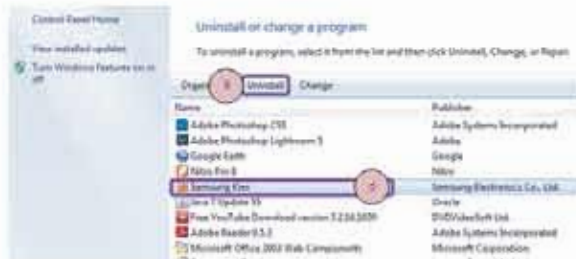 Control Panel Home
Uninstall or change a program
View installed updates
To uninstall a program, select it from the list and then click Uninstall, Change, or Repair.
Turn Windows features on or
off
Uninstall Change
Name Publisher
Adobe Photoshop CS5 Adobe Systems Incorporated
Adobe Photoshop Lightroom 5 Adobe
Google Earth Google
Nitro Pro 8 Nitro
Samsung Kies Samsung Electronics Co., Ltd.
Java 7 Update 55 Oracle
Free YouTube Download version DVDVideoSoft Ltd.
Adobe Reader 9.5.3 Adobe Systems Incorporated
Microsoft Office 2003 Web Components Microsoft Corporation